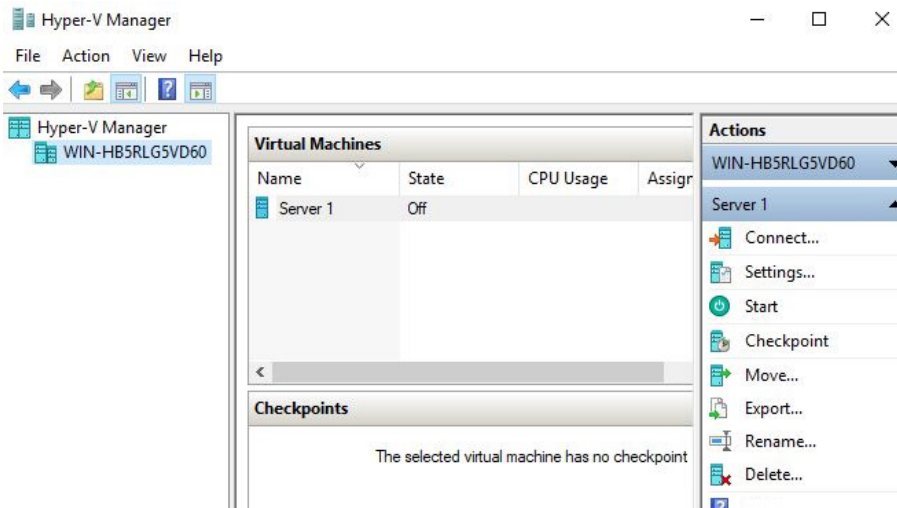 Hyper-V Manager
File Action View Help
Hyper-V Manager
WIN-HB5RLG5VD60
Virtual Machines
Name State CPU Usage Assigr
Server 1 Off
Checkpoints
The selected virtual machine has no checkpoint
Actions
WIN-HB5RLG5VD60
Server 1
Connect...
Settings...
Start
Checkpoint
Move...
Export...
Rename...
Delete...